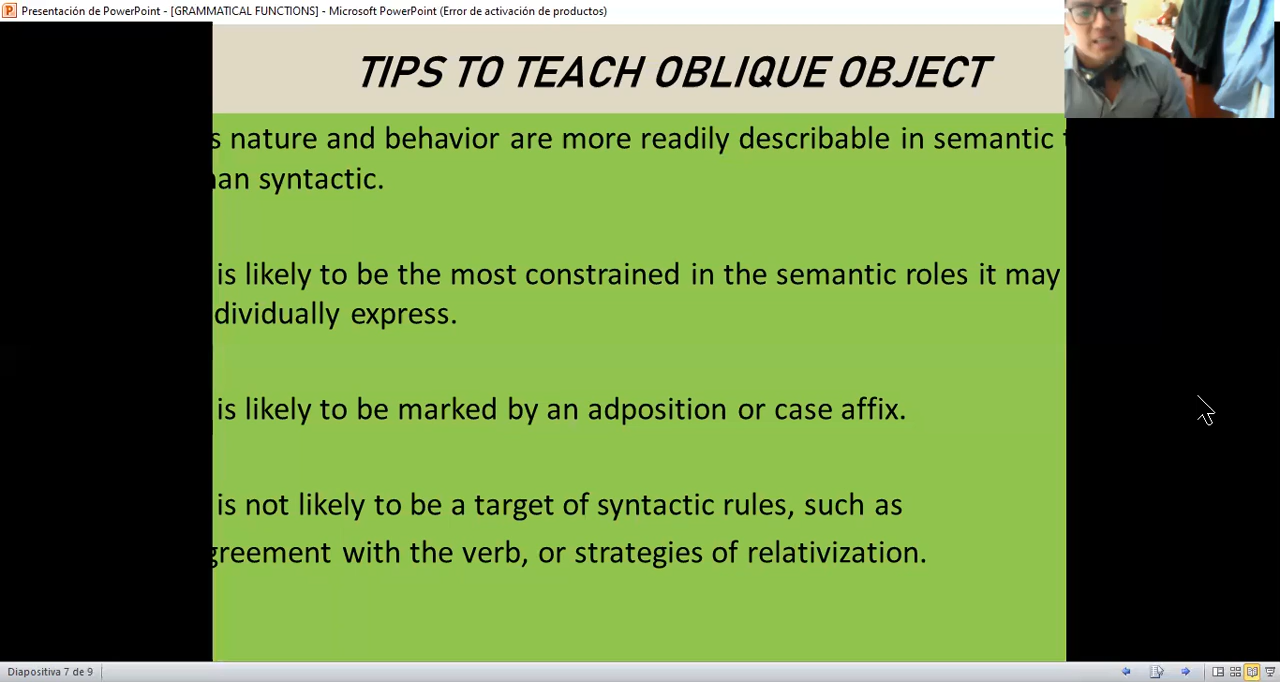 Presentación de PowerPoint - [GRAMMATICAL FUNCTIONS] - Microsoft PowerPoint (Error de activación de productos)
TIPS TO TEACH OBLIQUE OBJECT
s nature and behavior are more readily describable in semantic
an syntactic.
is likely to be the most constrained in the semantic roles it may
dividually express.
is likely to be marked by an adposition or case affix.
is not likely to be a target of syntactic rules, such as
greement with the verb, or strategies of relativization.
Diapositiva 7 de 9